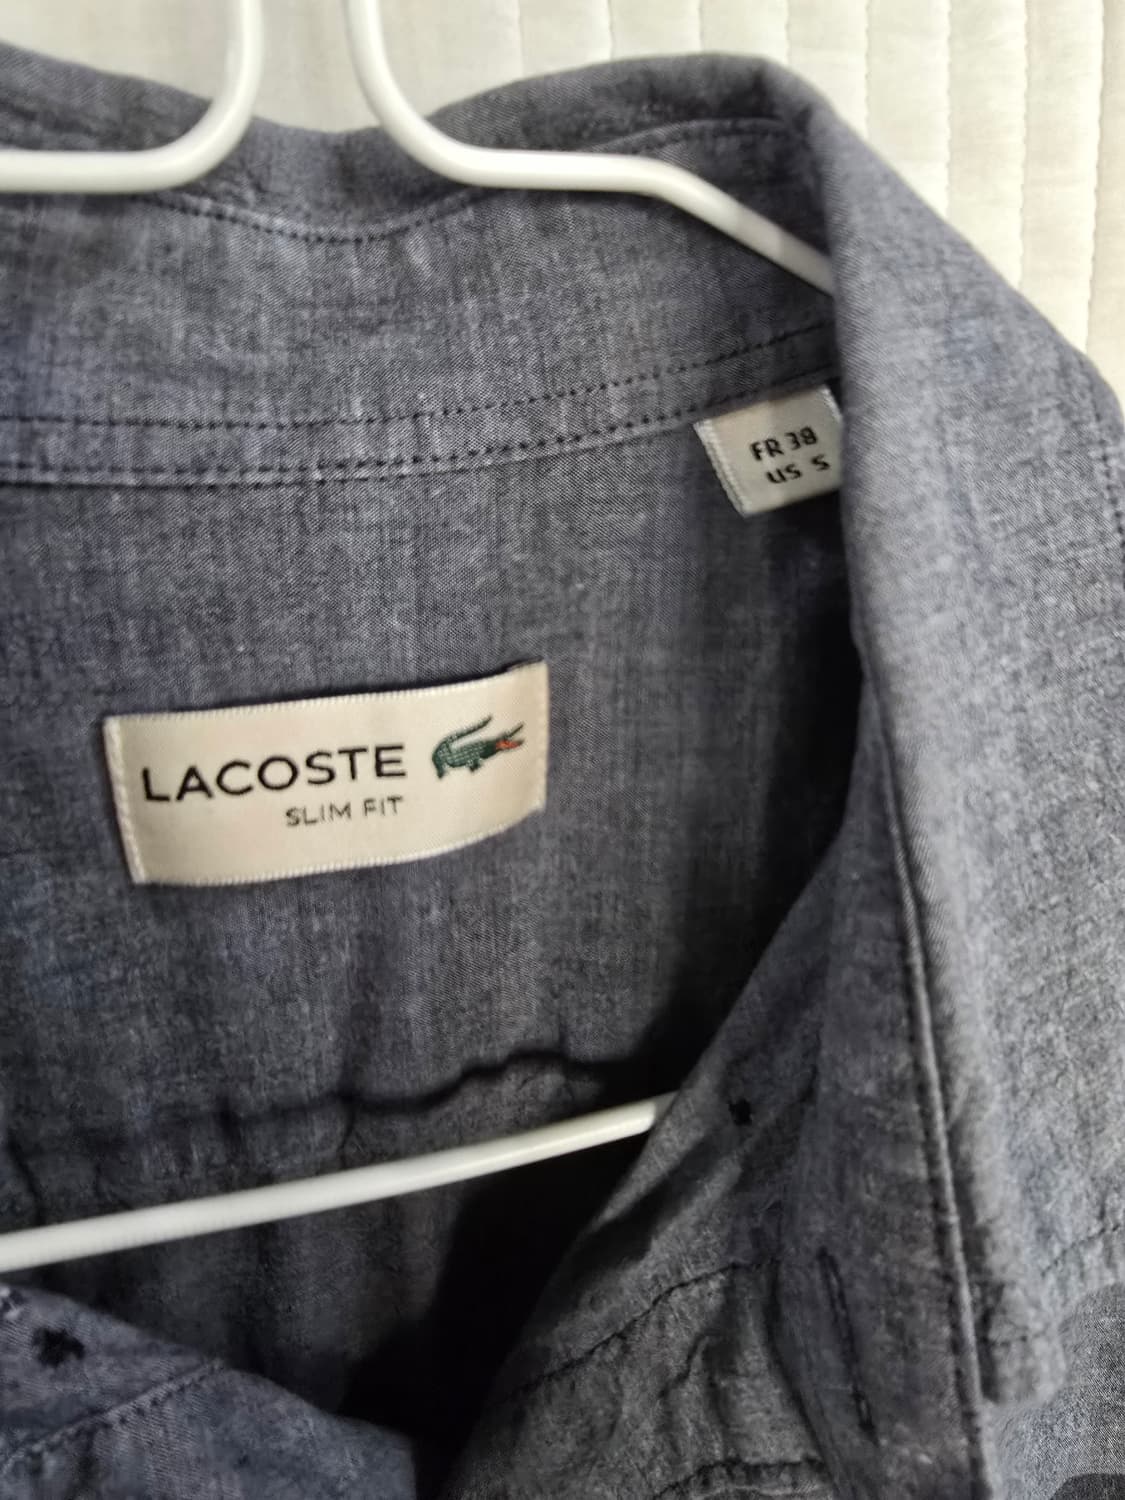 FR 38
US S
LACOSTE
SLIM FIT